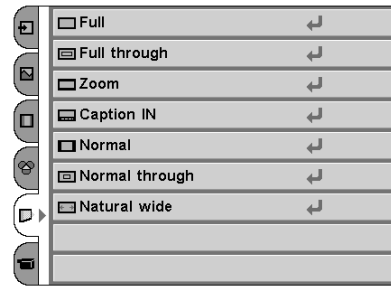 Full
Full through
Zoom
Caption IN
Normal
Normal through
Natural wide